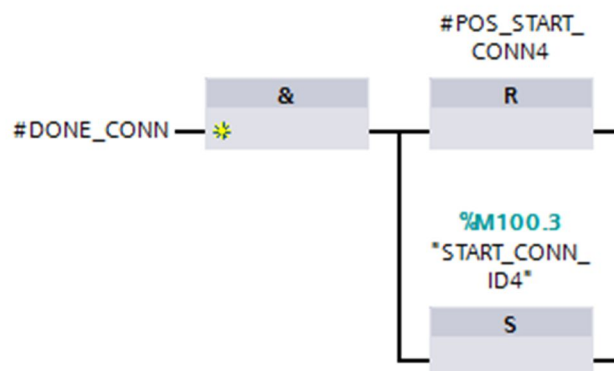 #POS_START_
CONN4
&
R
#DONE_CONN
%M100.3
"START_CONN_
ID4"
S